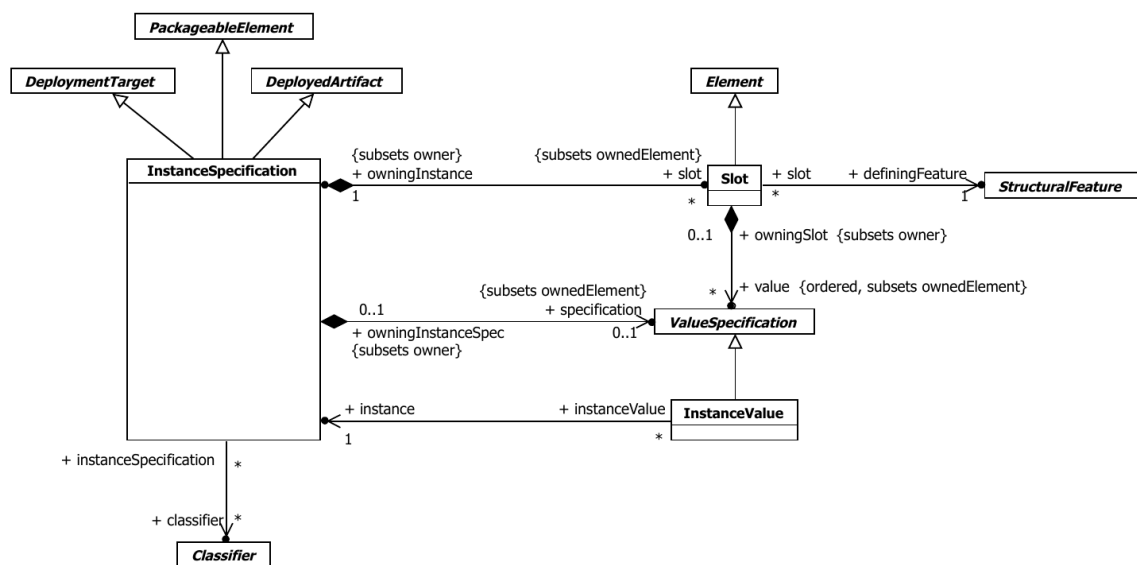 PackageableElement
DeploymentTarget
DeployedArtifact
Element
InstanceSpecification
{subsets owner}
+ owningInstance
1
{subsets ownedElement}
+ slot
*
Slot
+ slot
*
+ definingFeature
1
StructuralFeature
0..1
+ owningSlot {subsets owner}
+ value {ordered, subsets ownedElement}
*
0..1
+ owningInstanceSpec
{subsets owner}
{subsets ownedElement}
+ specification
0..1
ValueSpecification
+ instance
1
+ instanceValue
*
InstanceValue
+ instanceSpecification
*
+ classifier
*
Classifier